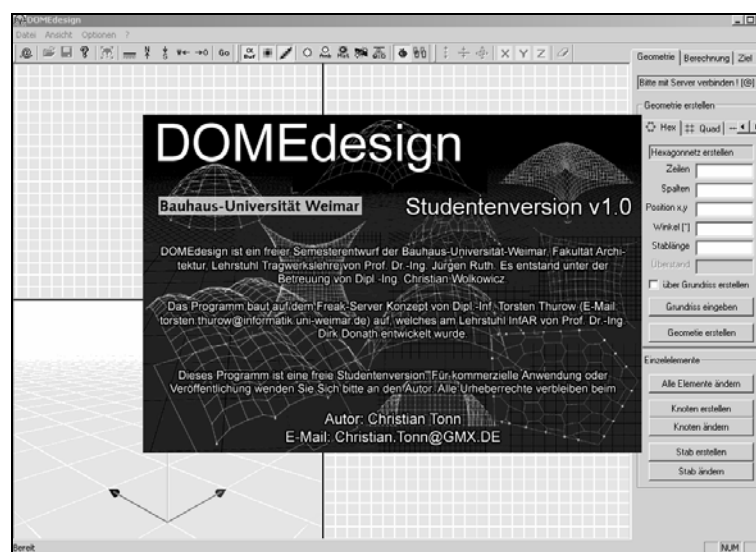 DOMEdesign
Datei Ansicht Optionen ?
Go
X Y Z
Geometrie Berechnung Ziel
Bitte mit Server verbinden ! [@]
Geometrie erstellen
Hex Quad
Hexagonnetz erstellen
Zeilen
Spalten
Position x,y
Winkel [°]
Stablänge
Überstand
über Grundriss erstellen
Grundriss eingeben
Geometie erstellen
Einzelelemente
Alle Elemente ändern
Knoten erstellen
Knoten ändern
Stab erstellen
Stab ändern
DOMEdesign
Bauhaus-Universität Weimar
Studentenversion v1.0
DOMEdesign ist ein freier Semesterentwurf der Bauhaus-Universität-Weimar, Fakultät Archi-
tektur, Lehrstuhl Tragwerkslehre von Prof. Dr.-Ing. Jürgen Ruth. Es entstand unter der
Betreuung von Dipl.-Ing. Christian Wolkowicz.
Das Programm baut auf dem Freak-Server Konzept von Dipl.-Inf. Torsten Thurow (E-Mail:
torsten.thurow@informatik.uni-weimar.de) auf, welches am Lehrstuhl InfAR von Prof. Dr.-Ing.
Dirk Donath entwickelt wurde.
Dieses Programm ist eine freie Studentenversion. Für kommerzielle Anwendung oder
Veröffentlichung wenden Sie Sich bitte an den Autor. Alle Urheberrechte verbleiben beim
Autor: Christian Tonn
E-Mail: Christian.Tonn@GMX.DE
Bereit
NUM